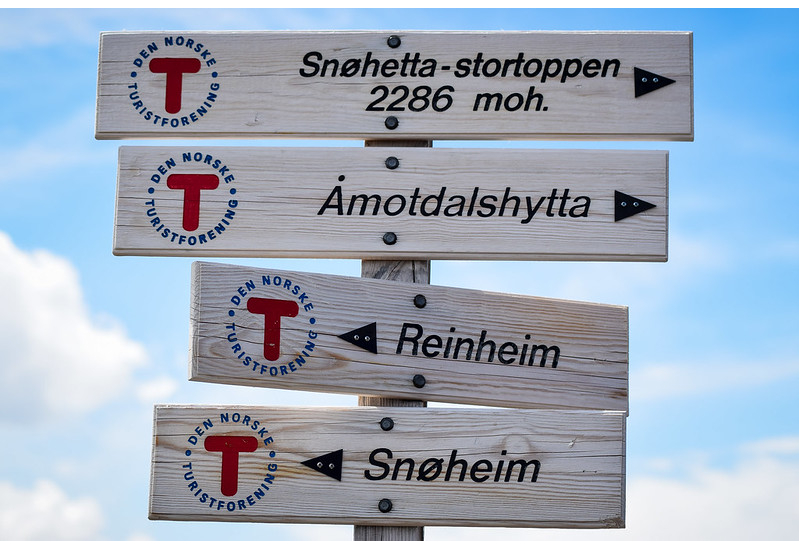 DEN NORSKE
TURISTFORENING
T
Snøhetta-stortoppen
2286 moh.
DEN NORSKE
TURISTFORENING
T
Åmotdalshytta
DEN NORSKE
TURISTFORENING
T
Reinheim
DEN NORSKE
TURISTFORENING
T
Snøheim